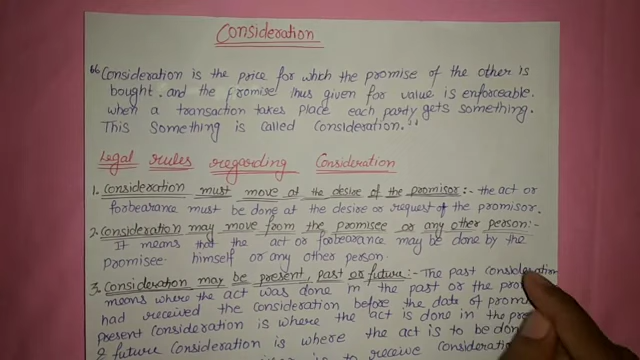 Consideration
"Consideration is the price for which the promise of the other is
bought. and the promise thus given for value is enforceable.
when a transaction takes place each party gets something.
This something is called consideration."
Legal rules regarding Consideration
1. Consideration must move at the desire of the promisor:- the act or
forbearance must be done at the desire or request of the promisor.
2. Consideration may move from the promisee or any other person:-
It means that the act or forbearance may be done by the
promisee himself or any other person.
3. Consideration may be present, past or future:- The past consideration
means where the act was done in the past or the
had received the consideration before the date of
present consideration is where the act is done in the
& future consideration is where the act is to be
is to receive